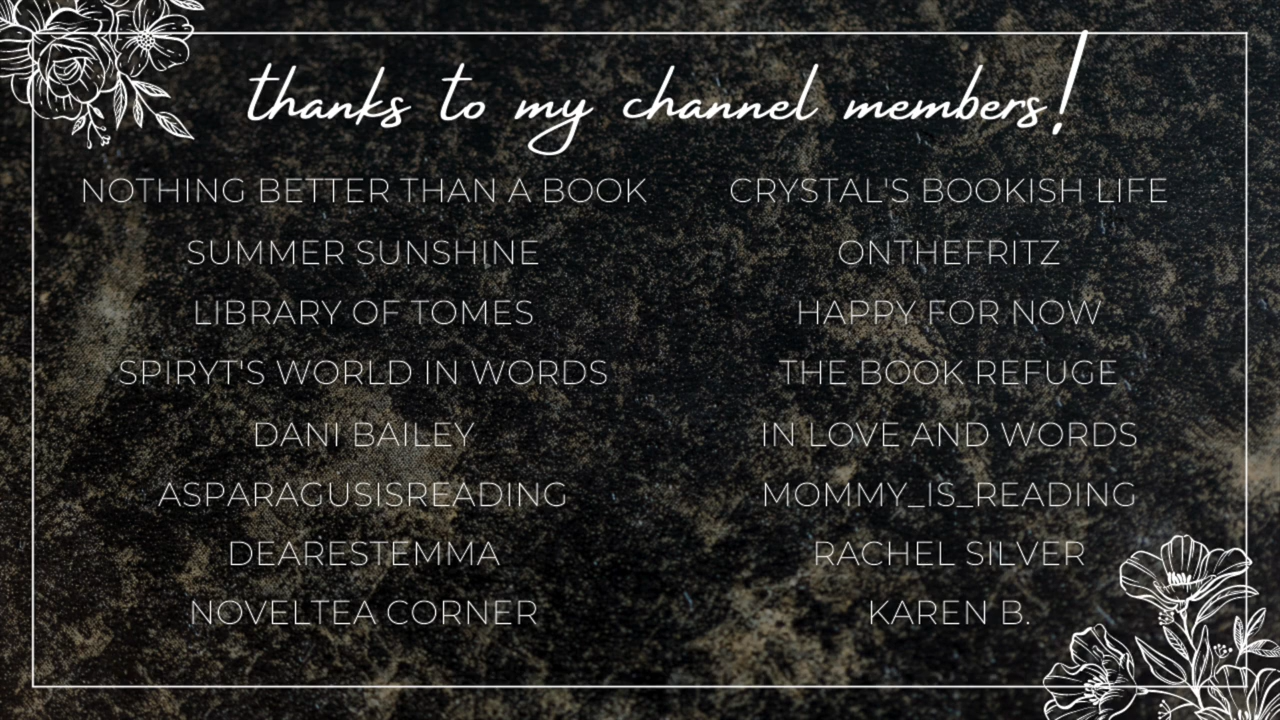 thanks to my channel members!
NOTHING BETTER THAN A BOOK
SUMMER SUNSHINE
LIBRARY OF TOMES
SPIRYT'S WORLD IN WORDS
DANI BAILEY
ASPARAGUSISREADING
DEARESTEMMA
NOVELTEA CORNER
CRYSTAL'S BOOKISH LIFE
ONTHEFRITZ
HAPPY FOR NOW
THE BOOK REFUGE
IN LOVE AND WORDS
MOMMY_IS_READING
RACHEL SILVER
KAREN B.